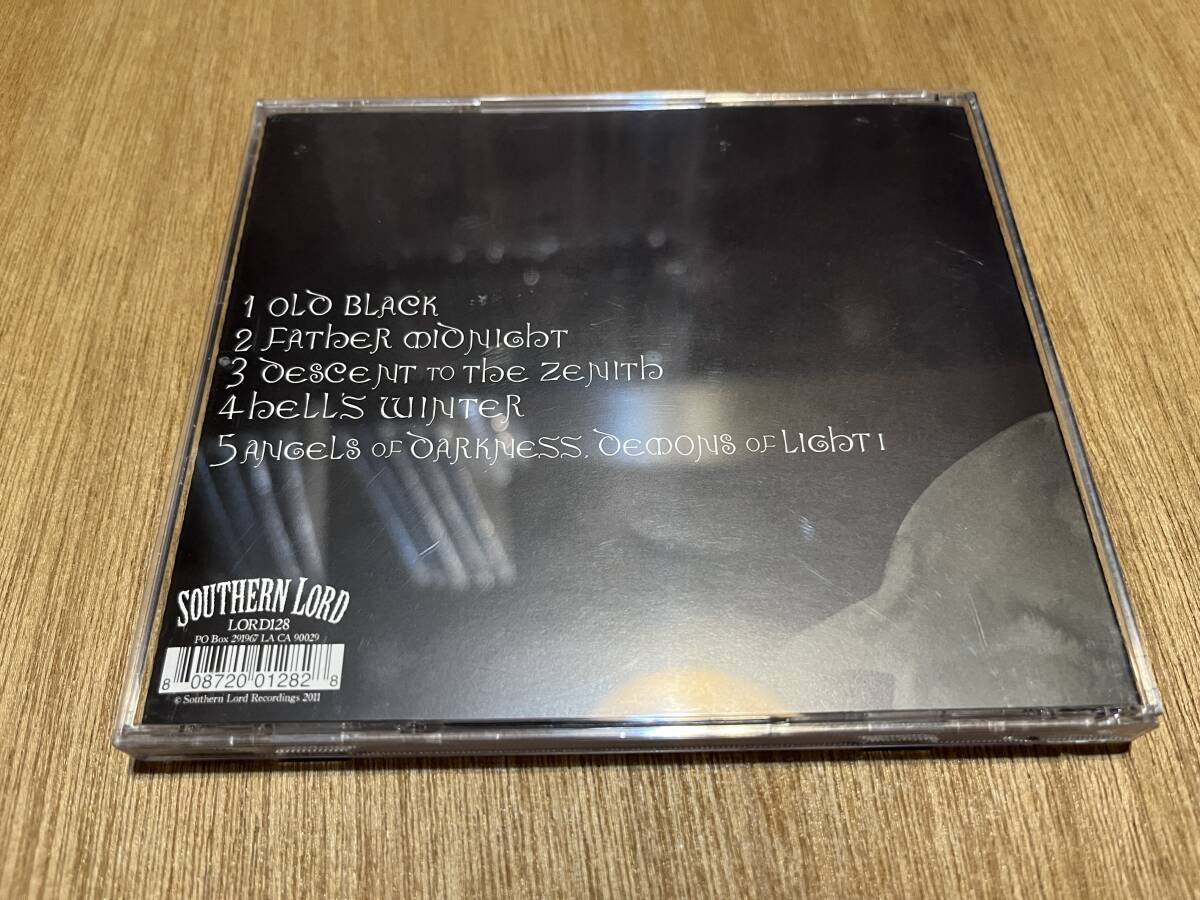 1 OLD BLACK
2 FATHER MIDNIGHT
3 DESCENT TO THE ZENITH
4 HELL'S WINTER
5 ANGELS OF DARKNESS, DEMONS OF LIGHT I
SOUTHERN LORD
LORD128
PO Box 291967 LA CA 90029
8 08720 01282 8
© Southern Lord Recordings 2011